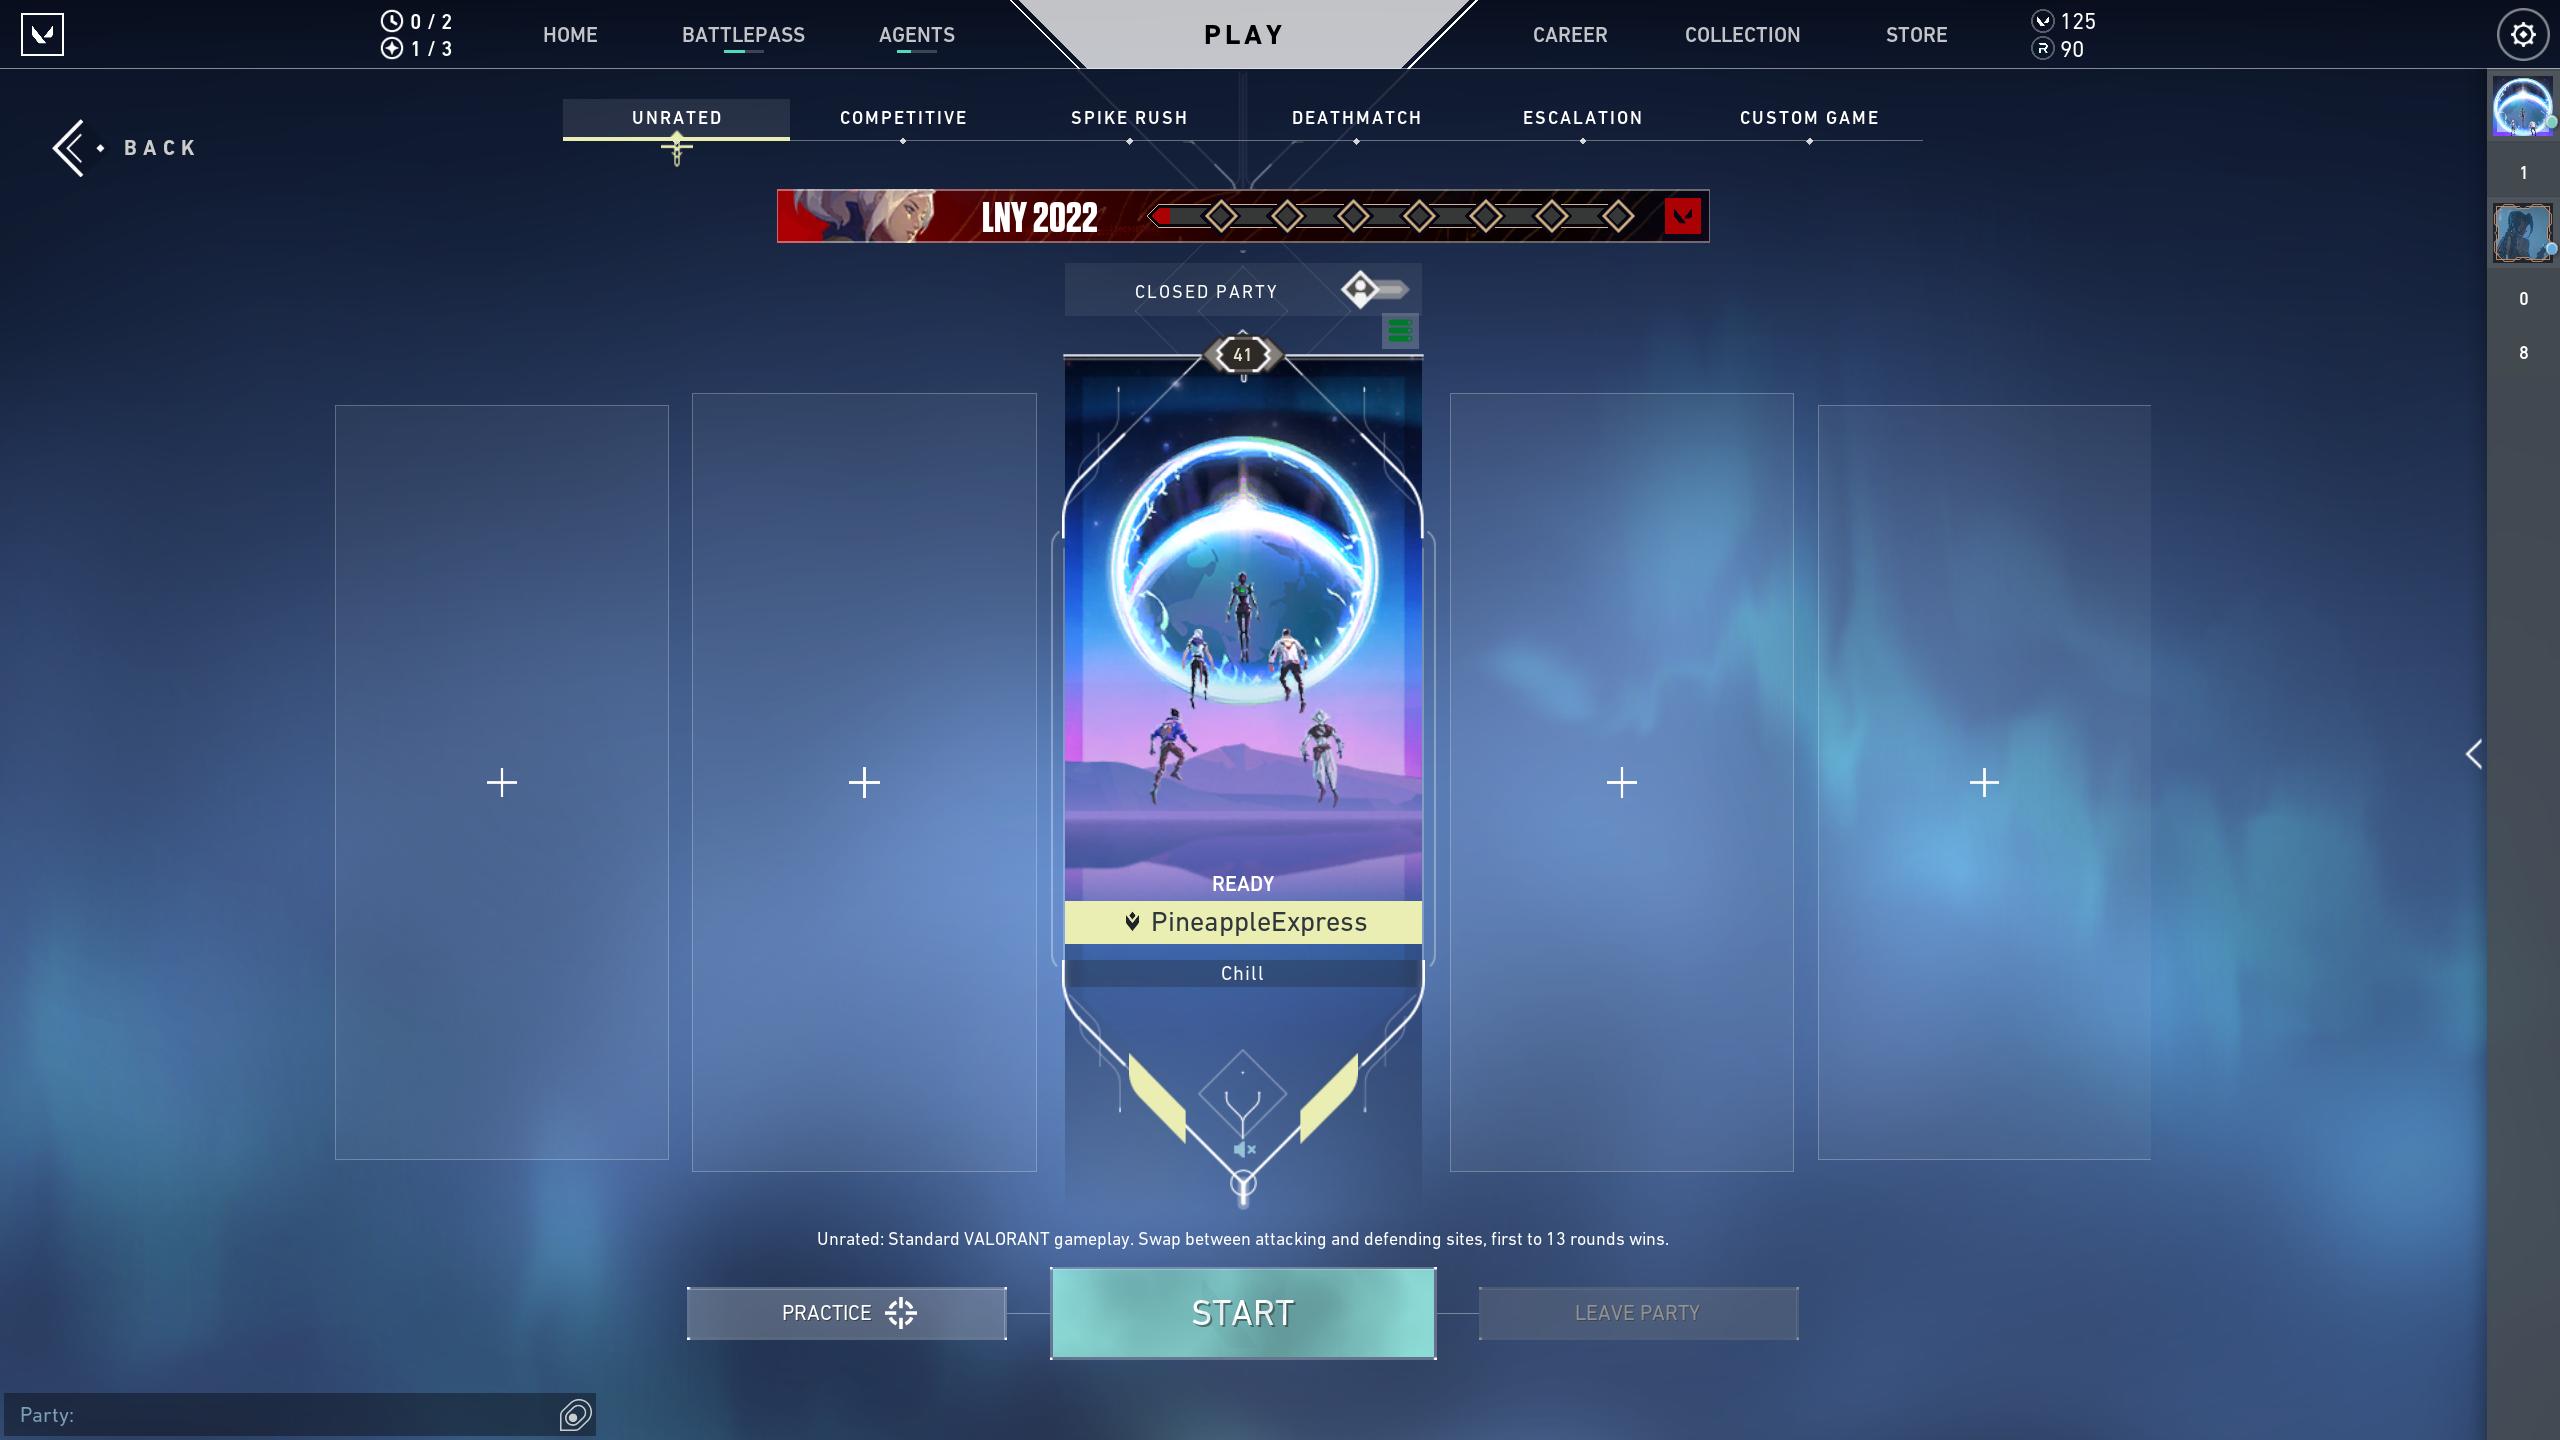 0 / 2
1 / 3
HOME
BATTLEPASS
AGENTS
PLAY
CAREER
COLLECTION
STORE
125
R 90
BACK
UNRATED
COMPETITIVE
SPIKE RUSH
DEATHMATCH
ESCALATION
CUSTOM GAME
LNY 2022
CLOSED PARTY
41
READY
PineappleExpress
Chill
Unrated: Standard VALORANT gameplay. Swap between attacking and defending sites, first to 13 rounds wins.
PRACTICE
START
LEAVE PARTY
Party:
1
0
8